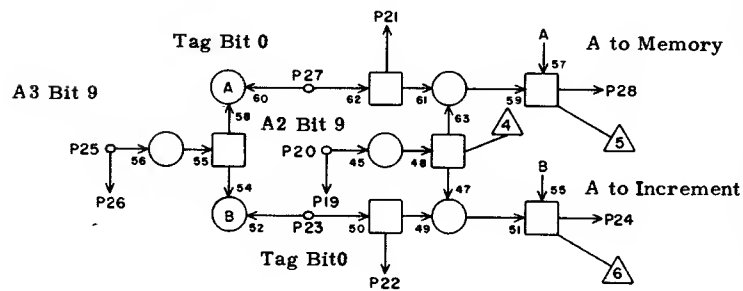 P21
Tag Bit 0
A
A to Memory
P27
57
A3 Bit 9
A
60
62
61
59
P28
58
A2 Bit 9
63
4
5
P25
56
55
P20
45
48
54
47
B
A to Increment
P26
P19
55
B
52
P23
50
49
51
P24
Tag Bit0
P22
6